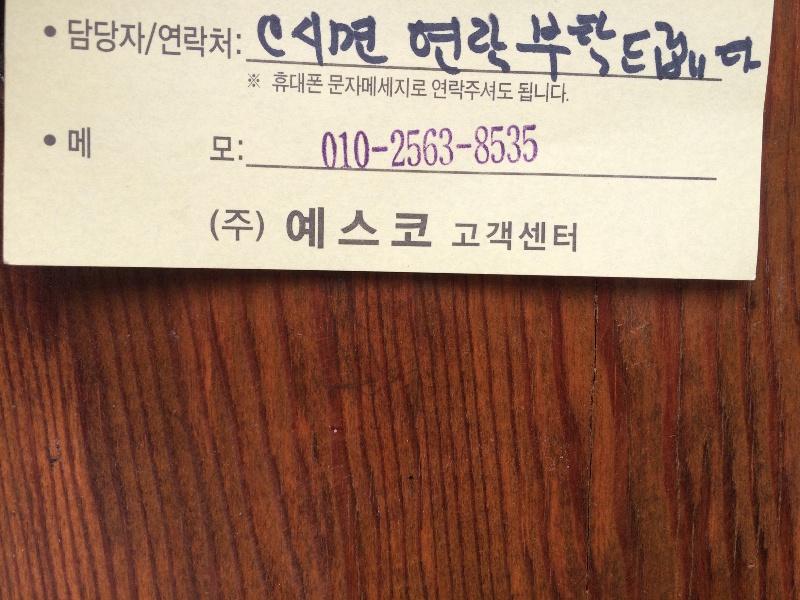 • 담당자/연락처: 시면 연락 부탁드립니다
※ 휴대폰 문자메세지로 연락주셔도 됩니다.
• 메 모: 010-2563-8535
(주) 예스코 고객센터